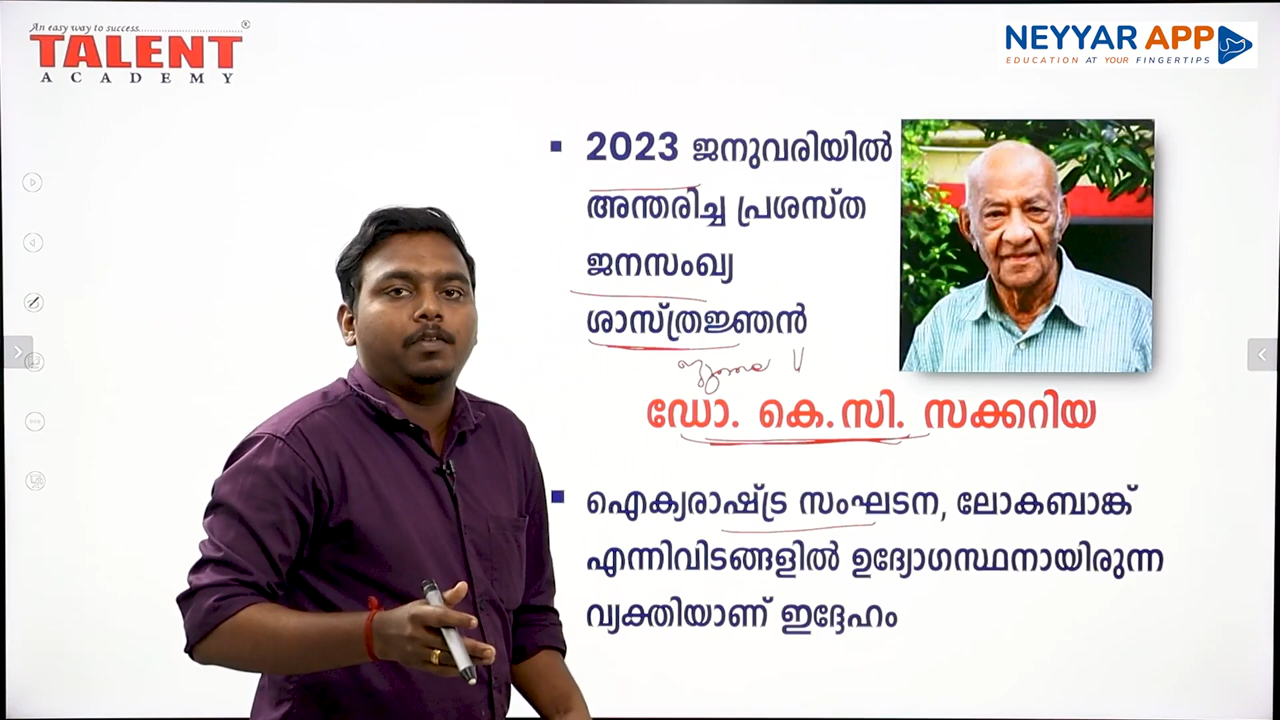 An easy way to success
TALENT
ACADEMY
NEYYAR APP
EDUCATION AT YOUR FINGERTIPS
▪ 2023 ജനുവരിയിൽ
അന്തരിച്ച പ്രശസ്ത
ജനസംഖ്യ
ശാസ്ത്രജ്ഞൻ
ഡോ. കെ.സി. സക്കറിയ
▪ ഐക്യരാഷ്ട്ര സംഘടന, ലോകബാങ്ക്
എന്നിവിടങ്ങളിൽ ഉദ്യോഗസ്ഥനായിരുന്ന
വ്യക്തിയാണ് ഇദ്ദേഹം